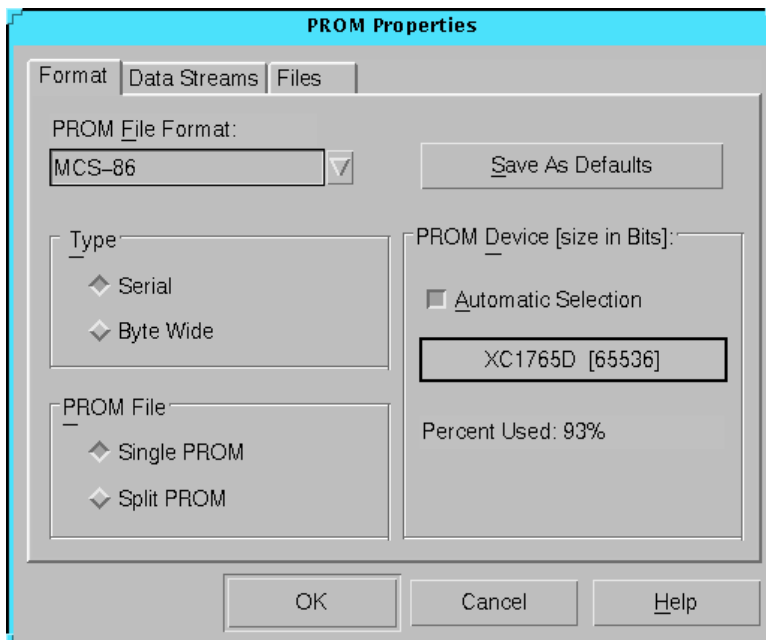 PROM Properties
Format
Data Streams
Files
PROM File Format:
MCS-86
Save As Defaults
Type
Serial
Byte Wide
PROM File
Single PROM
Split PROM
PROM Device [size in Bits]:
Automatic Selection
XC1765D [65536]
Percent Used: 93%
OK
Cancel
Help